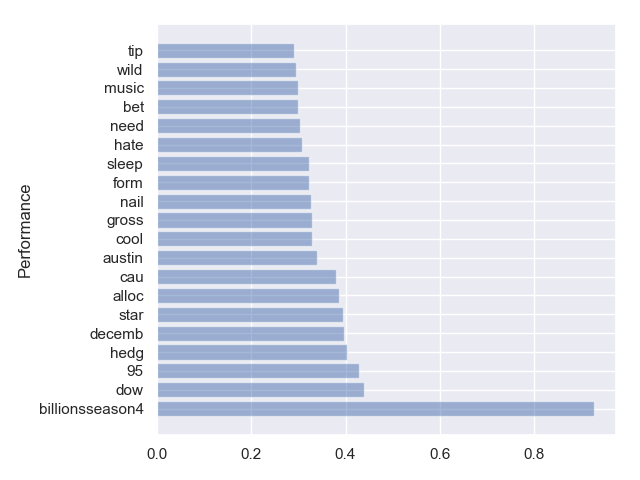 Performance
tip
wild
music
bet
need
hate
sleep
form
nail
gross
cool
austin
cau
alloc
star
decemb
hedg
95
dow
billionsseason4
0.0 0.2 0.4 0.6 0.8